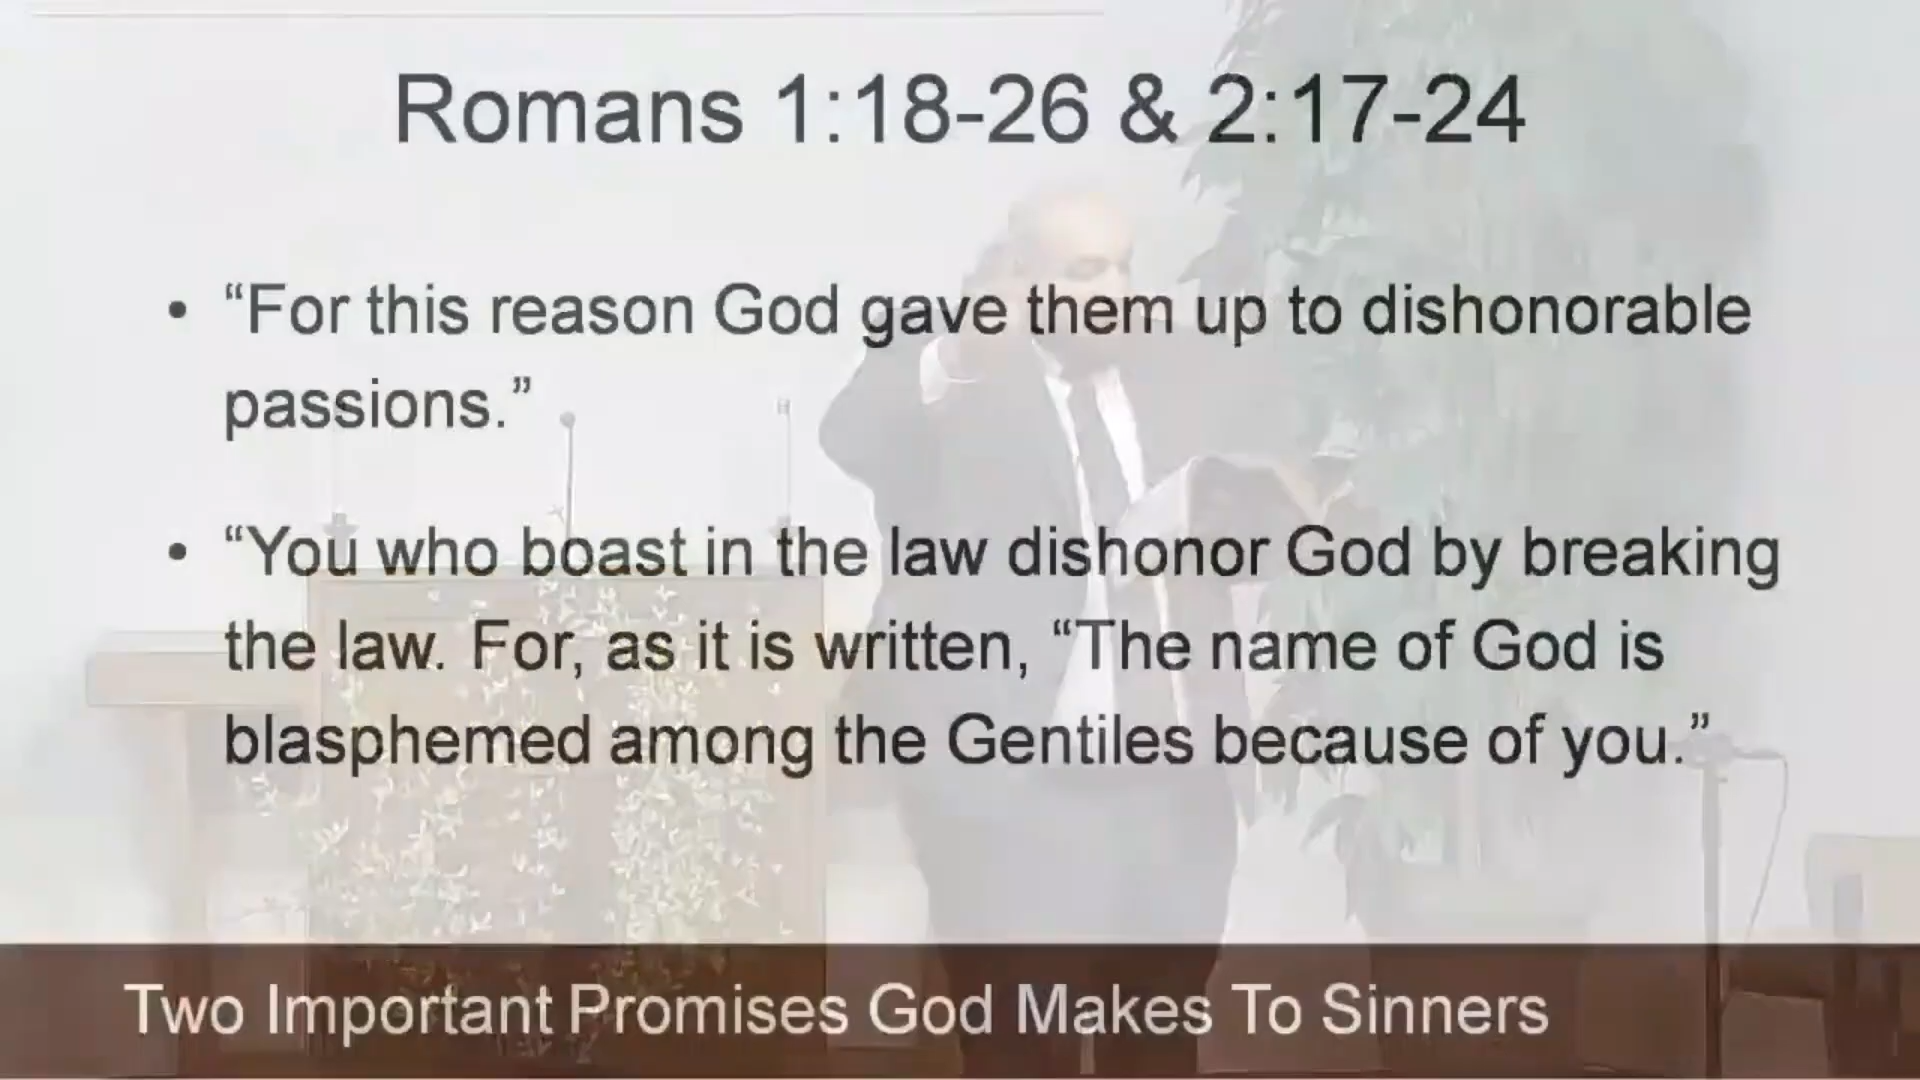 Romans 1:18-26 & 2:17-24
• “For this reason God gave them up to dishonorable
passions.”
• “You who boast in the law dishonor God by breaking
the law. For, as it is written, “The name of God is
blasphemed among the Gentiles because of you.”
Two Important Promises God Makes To Sinners